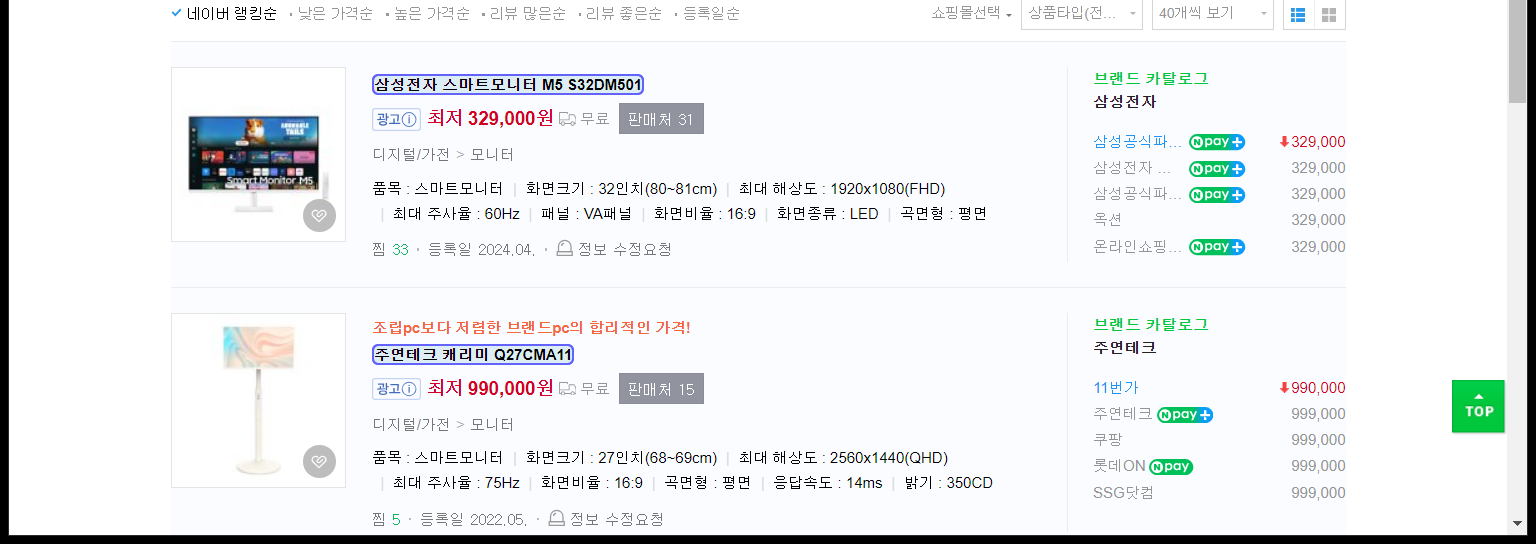 네이버 랭킹순 · 낮은 가격순 · 높은 가격순 · 리뷰 많은순 · 리뷰 좋은순 · 등록일순 쇼핑몰선택 상품타입(전... 40개씩 보기
삼성전자 스마트모니터 M5 S32DM501
광고 최저 329,000원 무료 판매처 31
디지털/가전 > 모니터
품목 : 스마트모니터 | 화면크기 : 32인치(80~81cm) | 최대 해상도 : 1920x1080(FHD)
| 최대 주사율 : 60Hz | 패널 : VA패널 | 화면비율 : 16:9 | 화면종류 : LED | 곡면형 : 평면
찜 33 · 등록일 2024.04. · 정보 수정요청
Smart Monitor M5
브랜드 카탈로그
삼성전자
삼성공식파... N pay+ 329,000
삼성전자 ... N pay+ 329,000
삼성공식파... N pay+ 329,000
옥션 329,000
온라인쇼핑... N pay+ 329,000
조립pc보다 저렴한 브랜드pc의 합리적인 가격!
주연테크 캐리미 Q27CMA11
광고 최저 990,000원 무료 판매처 15
디지털/가전 > 모니터
품목 : 스마트모니터 | 화면크기 : 27인치(68~69cm) | 최대 해상도 : 2560x1440(QHD)
| 최대 주사율 : 75Hz | 화면비율 : 16:9 | 곡면형 : 평면 | 응답속도 : 14ms | 밝기 : 350CD
찜 5 · 등록일 2022.05. · 정보 수정요청
브랜드 카탈로그
주연테크
11번가 990,000
주연테크 N pay+ 999,000
쿠팡 999,000
롯데ON N pay 999,000
SSG닷컴 999,000
TOP